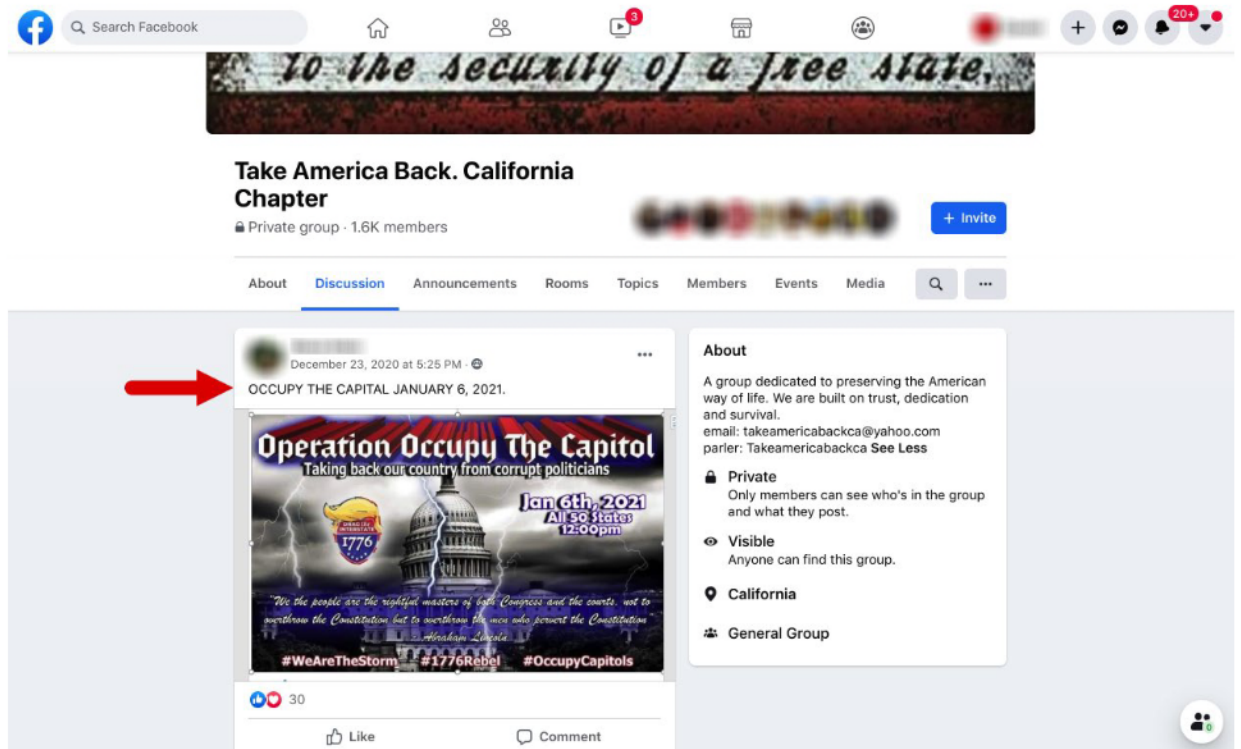 Search Facebook
3
20+
to the security of a free state,
Take America Back. California
Chapter
Private group · 1.6K members
+ Invite
About Discussion Announcements Rooms Topics Members Events Media
December 23, 2020 at 5:25 PM ·
OCCUPY THE CAPITAL JANUARY 6, 2021.
Operation Occupy The Capitol
Taking back our country from corrupt politicians
Jan 6th, 2021
All 50 States
12:00pm
1776
"We the people are the rightful masters of both Congress and the courts, not to
overthrow the Constitution but to overthrow the men who pervert the Constitution
- Abraham Lincoln
#WeAreTheStorm #1776Rebel #OccupyCapitols
30
Like Comment
About
A group dedicated to preserving the American
way of life. We are built on trust, dedication
and survival.
email: takeamericabackca@yahoo.com
parler: Takeamericabackca See Less
Private
Only members can see who's in the group
and what they post.
Visible
Anyone can find this group.
California
General Group
0